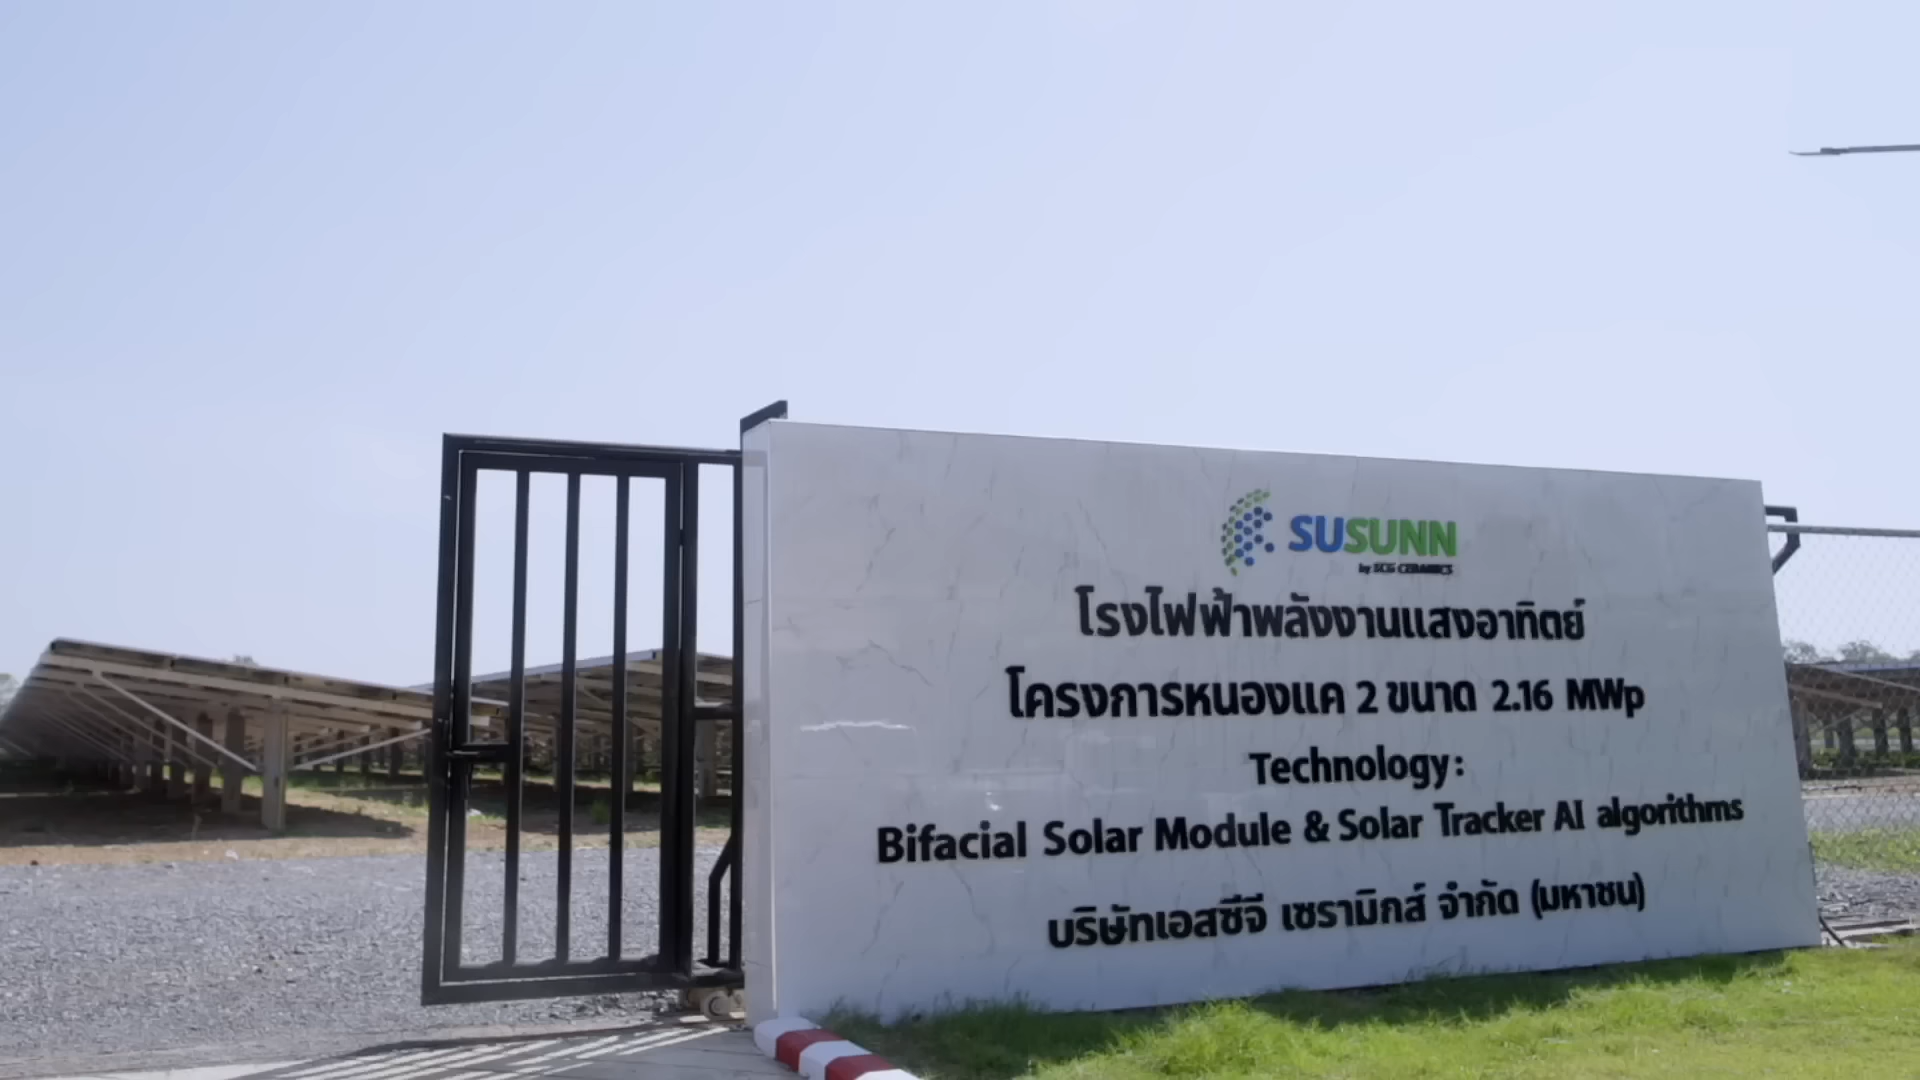 SUSUNN
by SCG CERAMICS
โรงไฟฟ้าพลังงานแสงอาทิตย์
โครงการหนองแค 2 ขนาด 2.16 MWp
Technology:
Bifacial Solar Module & Solar Tracker AI algorithms
บริษัทเอสซีจี เซรามิกส์ จำกัด (มหาชน)